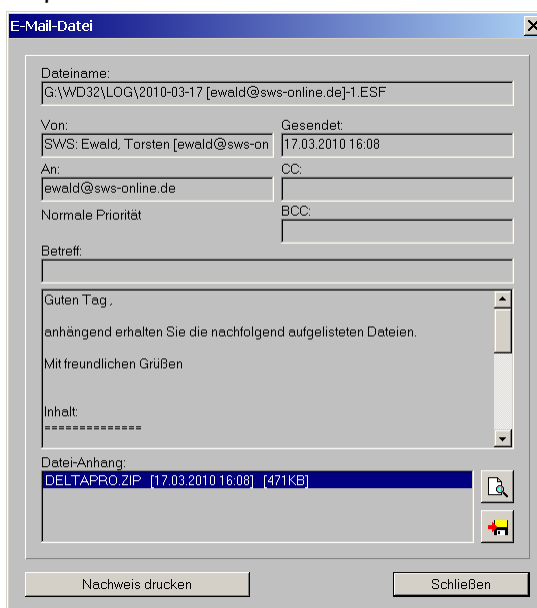 E-Mail-Datei
Dateiname:
G:\WD32\LOG\2010-03-17 [ewald@sws-online.de]-1.ESF
Von:
SWS: Ewald, Torsten [ewald@sws-on
Gesendet:
17.03.2010 16:08
An:
ewald@sws-online.de
CC:
Normale Priorität
BCC:
Betreff:
Guten Tag ,
anhängend erhalten Sie die nachfolgend aufgelisteten Dateien.
Mit freundlichen Grüßen
Inhalt:
==============
Datei-Anhang:
DELTAPRO.ZIP [17.03.2010 16:08] [471KB]
Nachweis drucken
Schließen